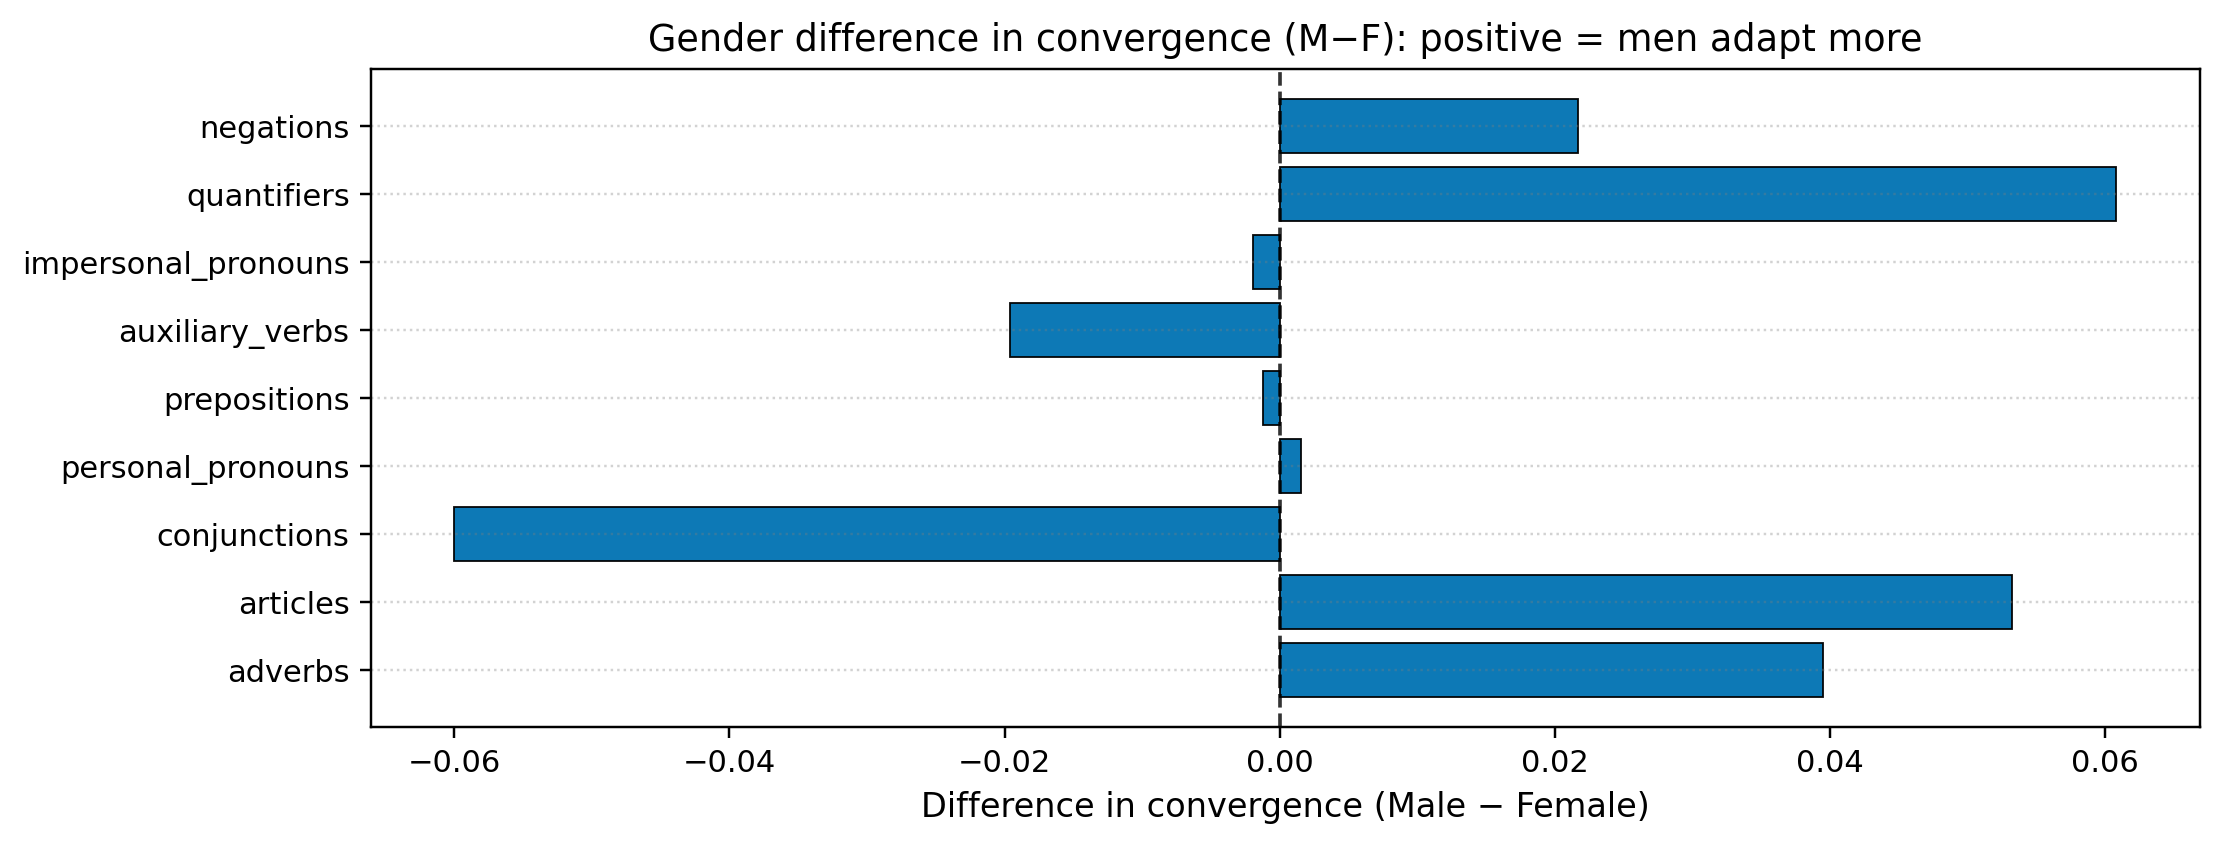 Gender difference in convergence (M−F): positive = men adapt more
negations
quantifiers
impersonal_pronouns
auxiliary_verbs
prepositions
personal_pronouns
conjunctions
articles
adverbs
−0.06 −0.04 −0.02 0.00 0.02 0.04 0.06
Difference in convergence (Male − Female)